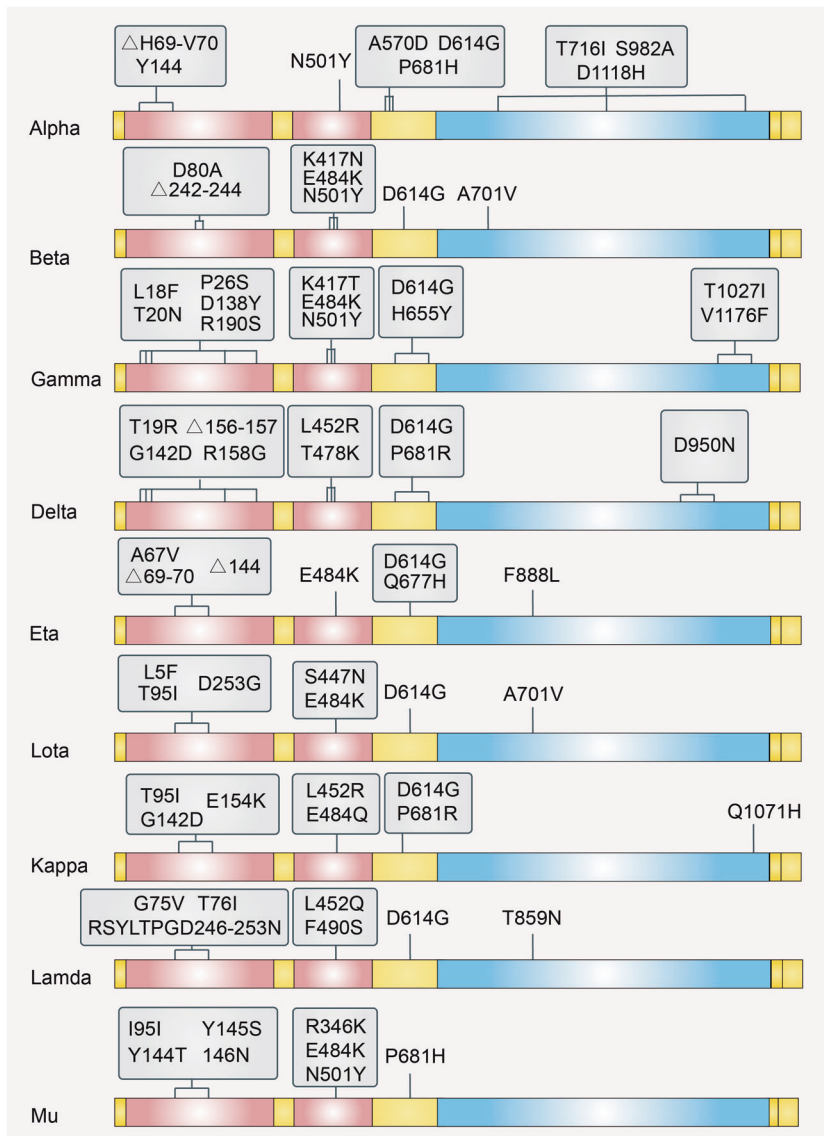 △H69-V70
Y144
N501Y
A570D D614G
P681H
T716I S982A
D1118H
Alpha
D80A
△242-244
K417N
E484K
N501Y
D614G
A701V
Beta
L18F
T20N
P26S
D138Y
R190S
K417T
E484K
N501Y
D614G
H655Y
T1027I
V1176F
Gamma
T19R △156-157
G142D R158G
L452R
T478K
D614G
P681R
D950N
Delta
A67V
△69-70
△144
E484K
D614G
Q677H
F888L
Eta
L5F
T95I
D253G
S447N
E484K
D614G
A701V
Lota
T95I
G142D
E154K
L452R
E484Q
D614G
P681R
Q1071H
Kappa
G75V T76I
RSYLTPGD246-253N
L452Q
F490S
D614G
T859N
Lamda
I95I
Y144T
Y145S
146N
R346K
E484K
N501Y
P681H
Mu